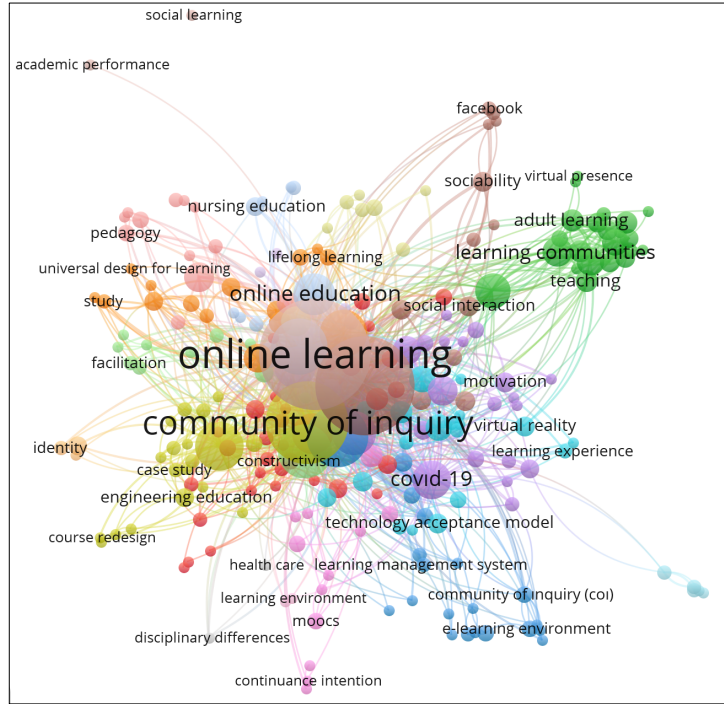 social learning
academic performance
facebook
virtual presence
sociability
nursing education
adult learning
pedagogy
learning communities
lifelong learning
universal design for learning
teaching
online education
study
social interaction
online learning
facilitation
motivation
community of inquiry
virtual reality
identity
learning experience
constructivism
case study
covıd-19
engineering education
technology acceptance model
course redesign
health care
learning management system
community of ınquiry (coı)
learning environment
moocs
e-learning environment
disciplinary differences
continuance intention